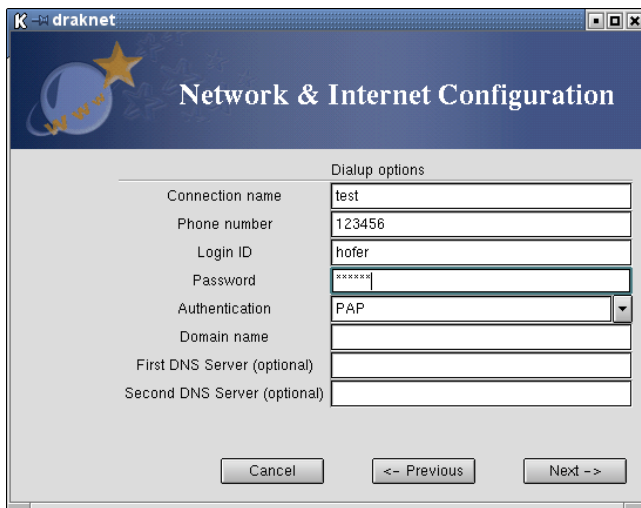 draknet
www
Network & Internet Configuration
Dialup options
Connection name test
Phone number 123456
Login ID hofer
Password ******
Authentication PAP
Domain name
First DNS Server (optional)
Second DNS Server (optional)
Cancel <- Previous Next ->